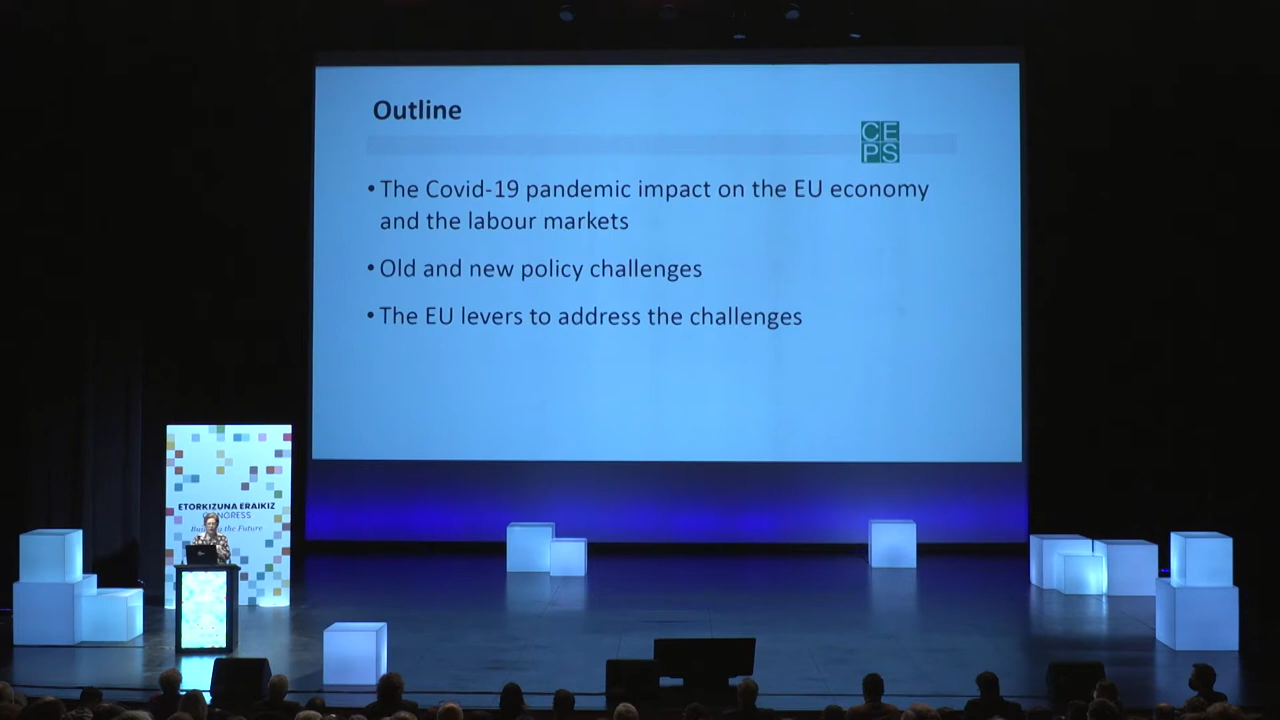 Outline
CE
PS
• The Covid-19 pandemic impact on the EU economy
and the labour markets
• Old and new policy challenges
• The EU levers to address the challenges
ETORKIZUNA ERAIKIZ
CONGRESS
Building the Future